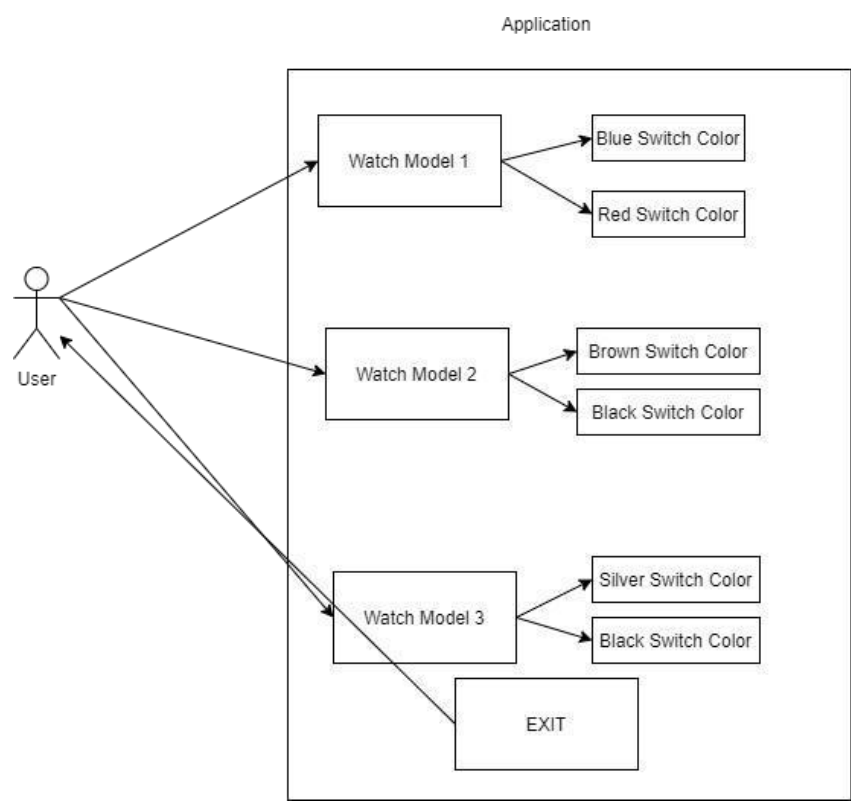 Application
Watch Model 1
Blue Switch Color
Red Switch Color
User
Watch Model 2
Brown Switch Color
Black Switch Color
Watch Model 3
Silver Switch Color
Black Switch Color
EXIT